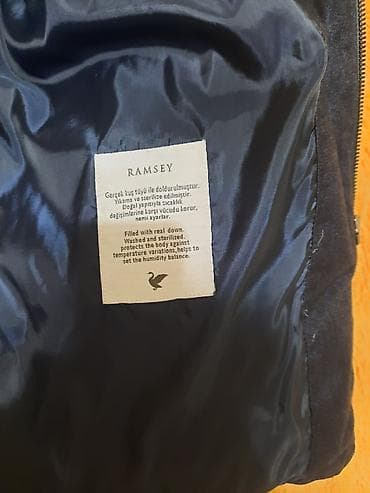 RAMSEY
Gerçek kuş tüyü ile doldurulmuştur.
Yıkama ve sterilize edilmiştir.
Doğal yapısıyla sıcaklık
değişimlerine karşı vücudu korur,
nemi ayarlar.
Filled with real down.
Washed and sterilized.
protects the body against
temperature variations,helps to
set the humidity balance.